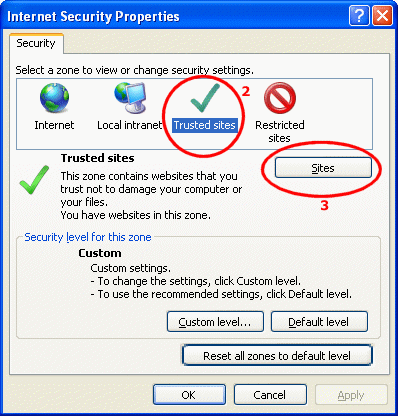 Internet Security Properties
Security
Select a zone to view or change security settings.
2
Internet
Local intranet
Trusted sites
Restricted
sites
Trusted sites
This zone contains websites that you
trust not to damage your computer or
your files.
You have websites in this zone.
Sites
3
Security level for this zone
Custom
Custom settings.
- To change the settings, click Custom level.
- To use the recommended settings, click Default level.
Custom level...
Default level
Reset all zones to default level
OK
Cancel
Apply